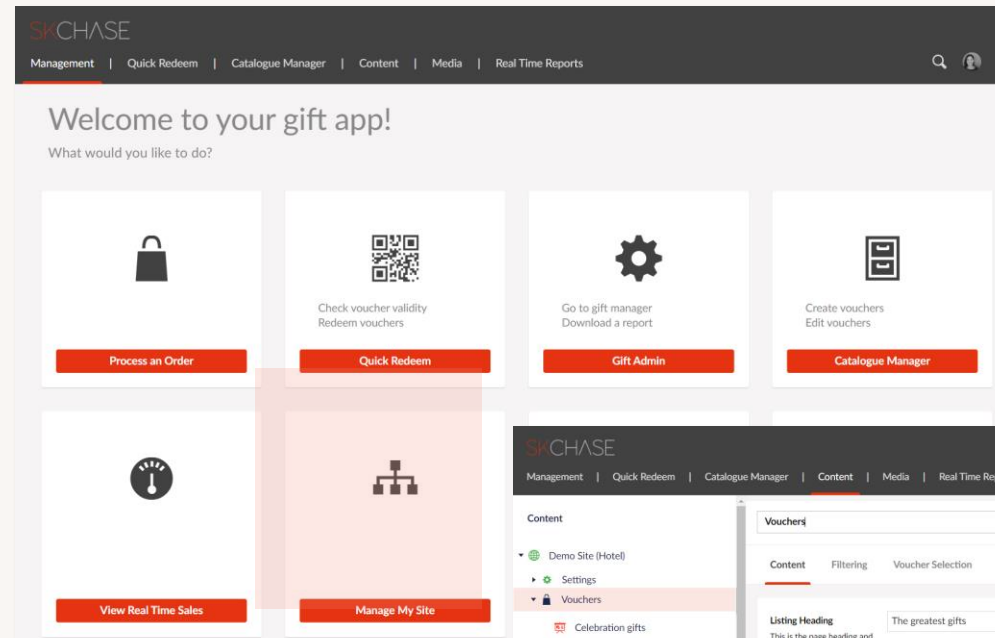 SKCHASE
Management | Quick Redeem | Catalogue Manager | Content | Media | Real Time Reports
Welcome to your gift app!
What would you like to do?
Check voucher validity
Redeem vouchers
Go to gift manager
Download a report
Create vouchers
Edit vouchers
Process an Order
Quick Redeem
Gift Admin
Catalogue Manager
View Real Time Sales
Manage My Site
SKCHASE
Management | Quick Redeem | Catalogue Manager | Content | Media | Real Time Re
Content
Vouchers
Demo Site (Hotel)
Content Filtering Voucher Selection
Settings
Vouchers
Listing Heading The greatest gifts
Celebration gifts
This is the page heading and